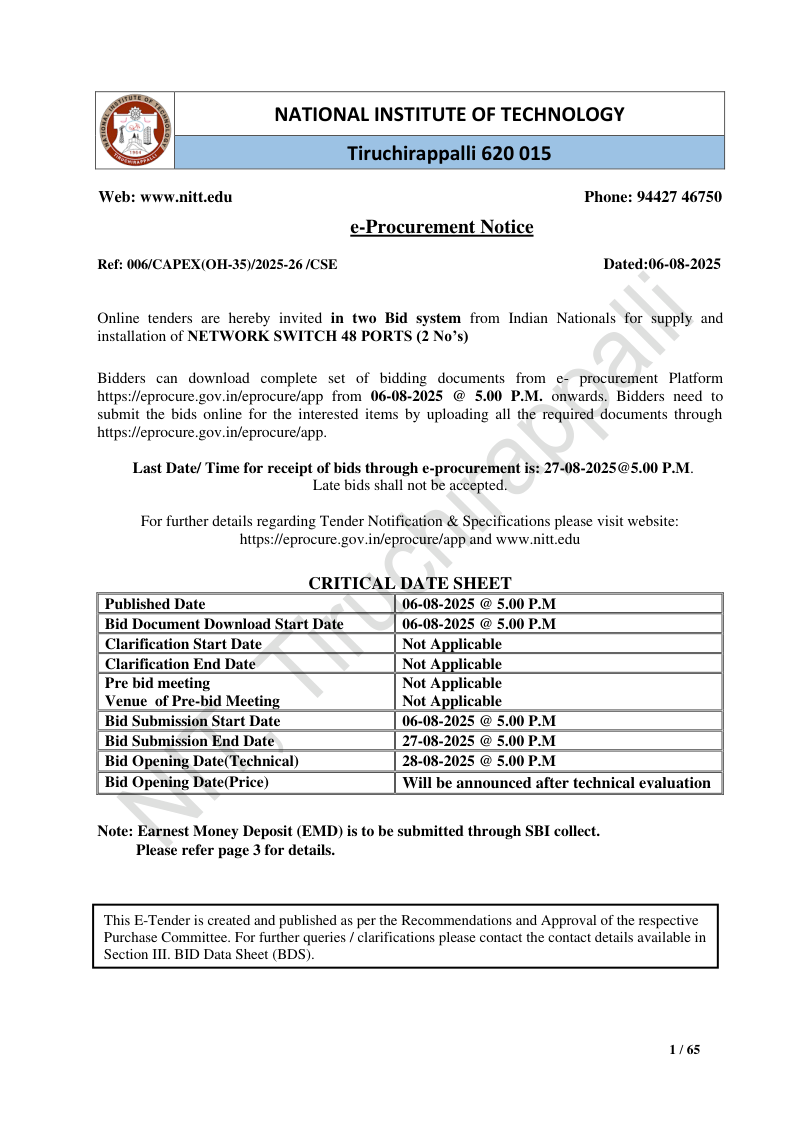 NATIONAL INSTITUTE OF TECHNOLOGY
Tiruchirappalli 620 015
Web: www.nitt.edu Phone: 94427 46750
e-Procurement Notice
Ref: 006/CAPEX(OH-35)/2025-26 /CSE Dated:06-08-2025
Online tenders are hereby invited in two Bid system from Indian Nationals for supply and
installation of NETWORK SWITCH 48 PORTS (2 No’s)
Bidders can download complete set of bidding documents from e- procurement Platform
https://eprocure.gov.in/eprocure/app from 06-08-2025 @ 5.00 P.M. onwards. Bidders need to
submit the bids online for the interested items by uploading all the required documents through
https://eprocure.gov.in/eprocure/app.
Last Date/ Time for receipt of bids through e-procurement is: 27-08-2025@5.00 P.M.
Late bids shall not be accepted.
For further details regarding Tender Notification & Specifications please visit website:
https://eprocure.gov.in/eprocure/app and www.nitt.edu
CRITICAL DATE SHEET
Published Date 06-08-2025 @ 5.00 P.M
Bid Document Download Start Date 06-08-2025 @ 5.00 P.M
Clarification Start Date Not Applicable
Clarification End Date Not Applicable
Pre bid meeting Not Applicable
Venue of Pre-bid Meeting Not Applicable
Bid Submission Start Date 06-08-2025 @ 5.00 P.M
Bid Submission End Date 27-08-2025 @ 5.00 P.M
Bid Opening Date(Technical) 28-08-2025 @ 5.00 P.M
Bid Opening Date(Price) Will be announced after technical evaluation
Note: Earnest Money Deposit (EMD) is to be submitted through SBI collect.
Please refer page 3 for details.
This E-Tender is created and published as per the Recommendations and Approval of the respective
Purchase Committee. For further queries / clarifications please contact the contact details available in
Section III. BID Data Sheet (BDS).
1 / 65
NIT, Tiruchirappalli
NATIONAL INSTITUTE OF TECHNOLOGY
TIRUCHIRAPPALLI
1964